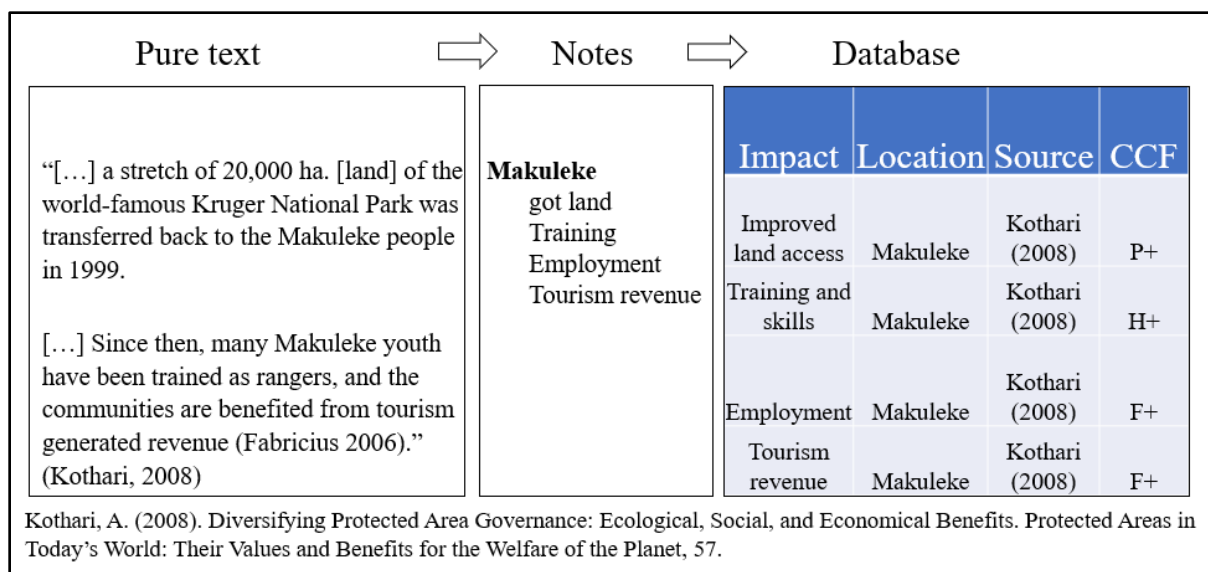 Pure text
Notes
Database
“[…] a stretch of 20,000 ha. [land] of the
world-famous Kruger National Park was
transferred back to the Makuleke people
in 1999.
[…] Since then, many Makuleke youth
have been trained as rangers, and the
communities are benefited from tourism
generated revenue (Fabricius 2006).”
(Kothari, 2008)
Makuleke
got land
Training
Employment
Tourism revenue
Impact Location Source CCF
Improved
land access Makuleke Kothari
(2008) P+
Training and
skills Makuleke Kothari
(2008) H+
Employment Makuleke Kothari
(2008) F+
Tourism
revenue Makuleke Kothari
(2008) F+
Kothari, A. (2008). Diversifying Protected Area Governance: Ecological, Social, and Economical Benefits. Protected Areas in
Today’s World: Their Values and Benefits for the Welfare of the Planet, 57.